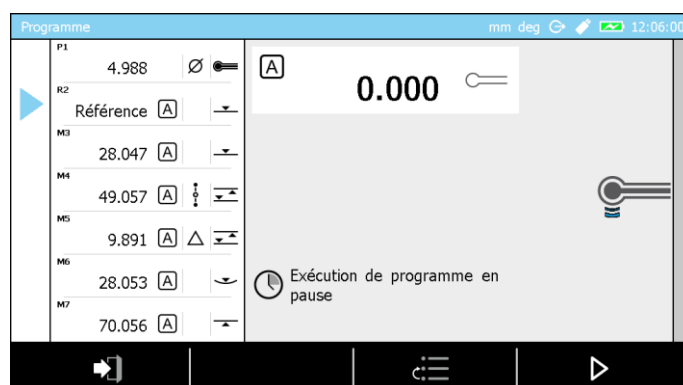 Programme
mm deg 12:06:00
P1
4.988 Ø
R2
Référence A
M3
28.047 A
M4
49.057 A
M5
9.891 A
M6
28.053 A
M7
70.056 A
A
0.000
Exécution de programme en
pause